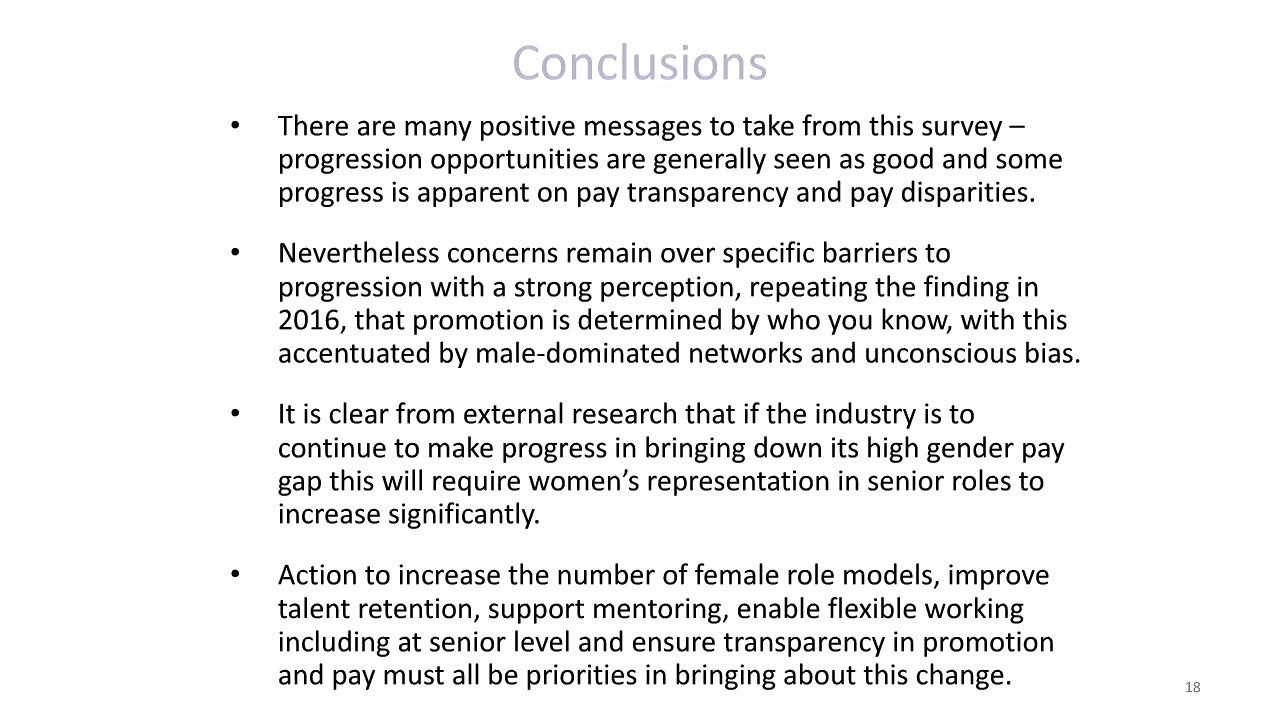 Conclusions
• There are many positive messages to take from this survey –
progression opportunities are generally seen as good and some
progress is apparent on pay transparency and pay disparities.
• Nevertheless concerns remain over specific barriers to
progression with a strong perception, repeating the finding in
2016, that promotion is determined by who you know, with this
accentuated by male-dominated networks and unconscious bias.
• It is clear from external research that if the industry is to
continue to make progress in bringing down its high gender pay
gap this will require women’s representation in senior roles to
increase significantly.
• Action to increase the number of female role models, improve
talent retention, support mentoring, enable flexible working
including at senior level and ensure transparency in promotion
and pay must all be priorities in bringing about this change.
18